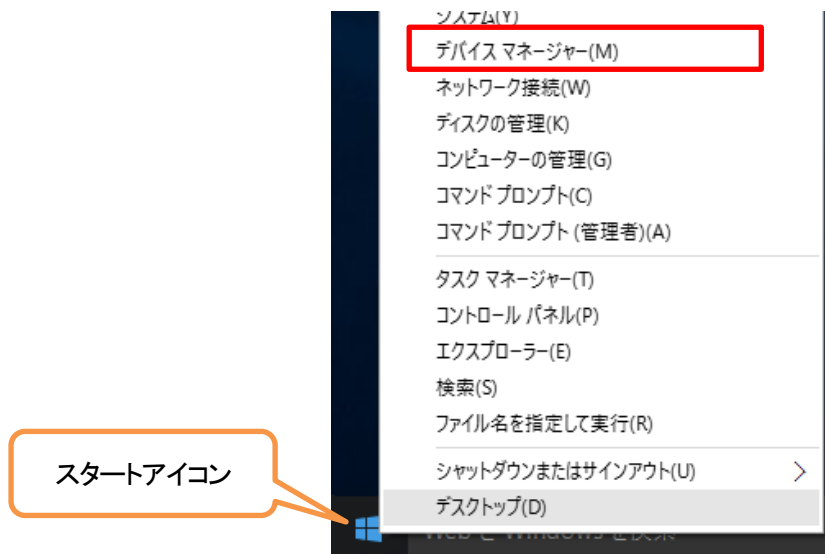 システム(Y)
デバイス マネージャー(M)
ネットワーク接続(W)
ディスクの管理(K)
コンピューターの管理(G)
コマンド プロンプト(C)
コマンド プロンプト (管理者)(A)
タスク マネージャー(T)
コントロール パネル(P)
エクスプローラー(E)
検索(S)
ファイル名を指定して実行(R)
シャットダウンまたはサインアウト(U)
デスクトップ(D)
スタートアイコン
Web と Windows を検索